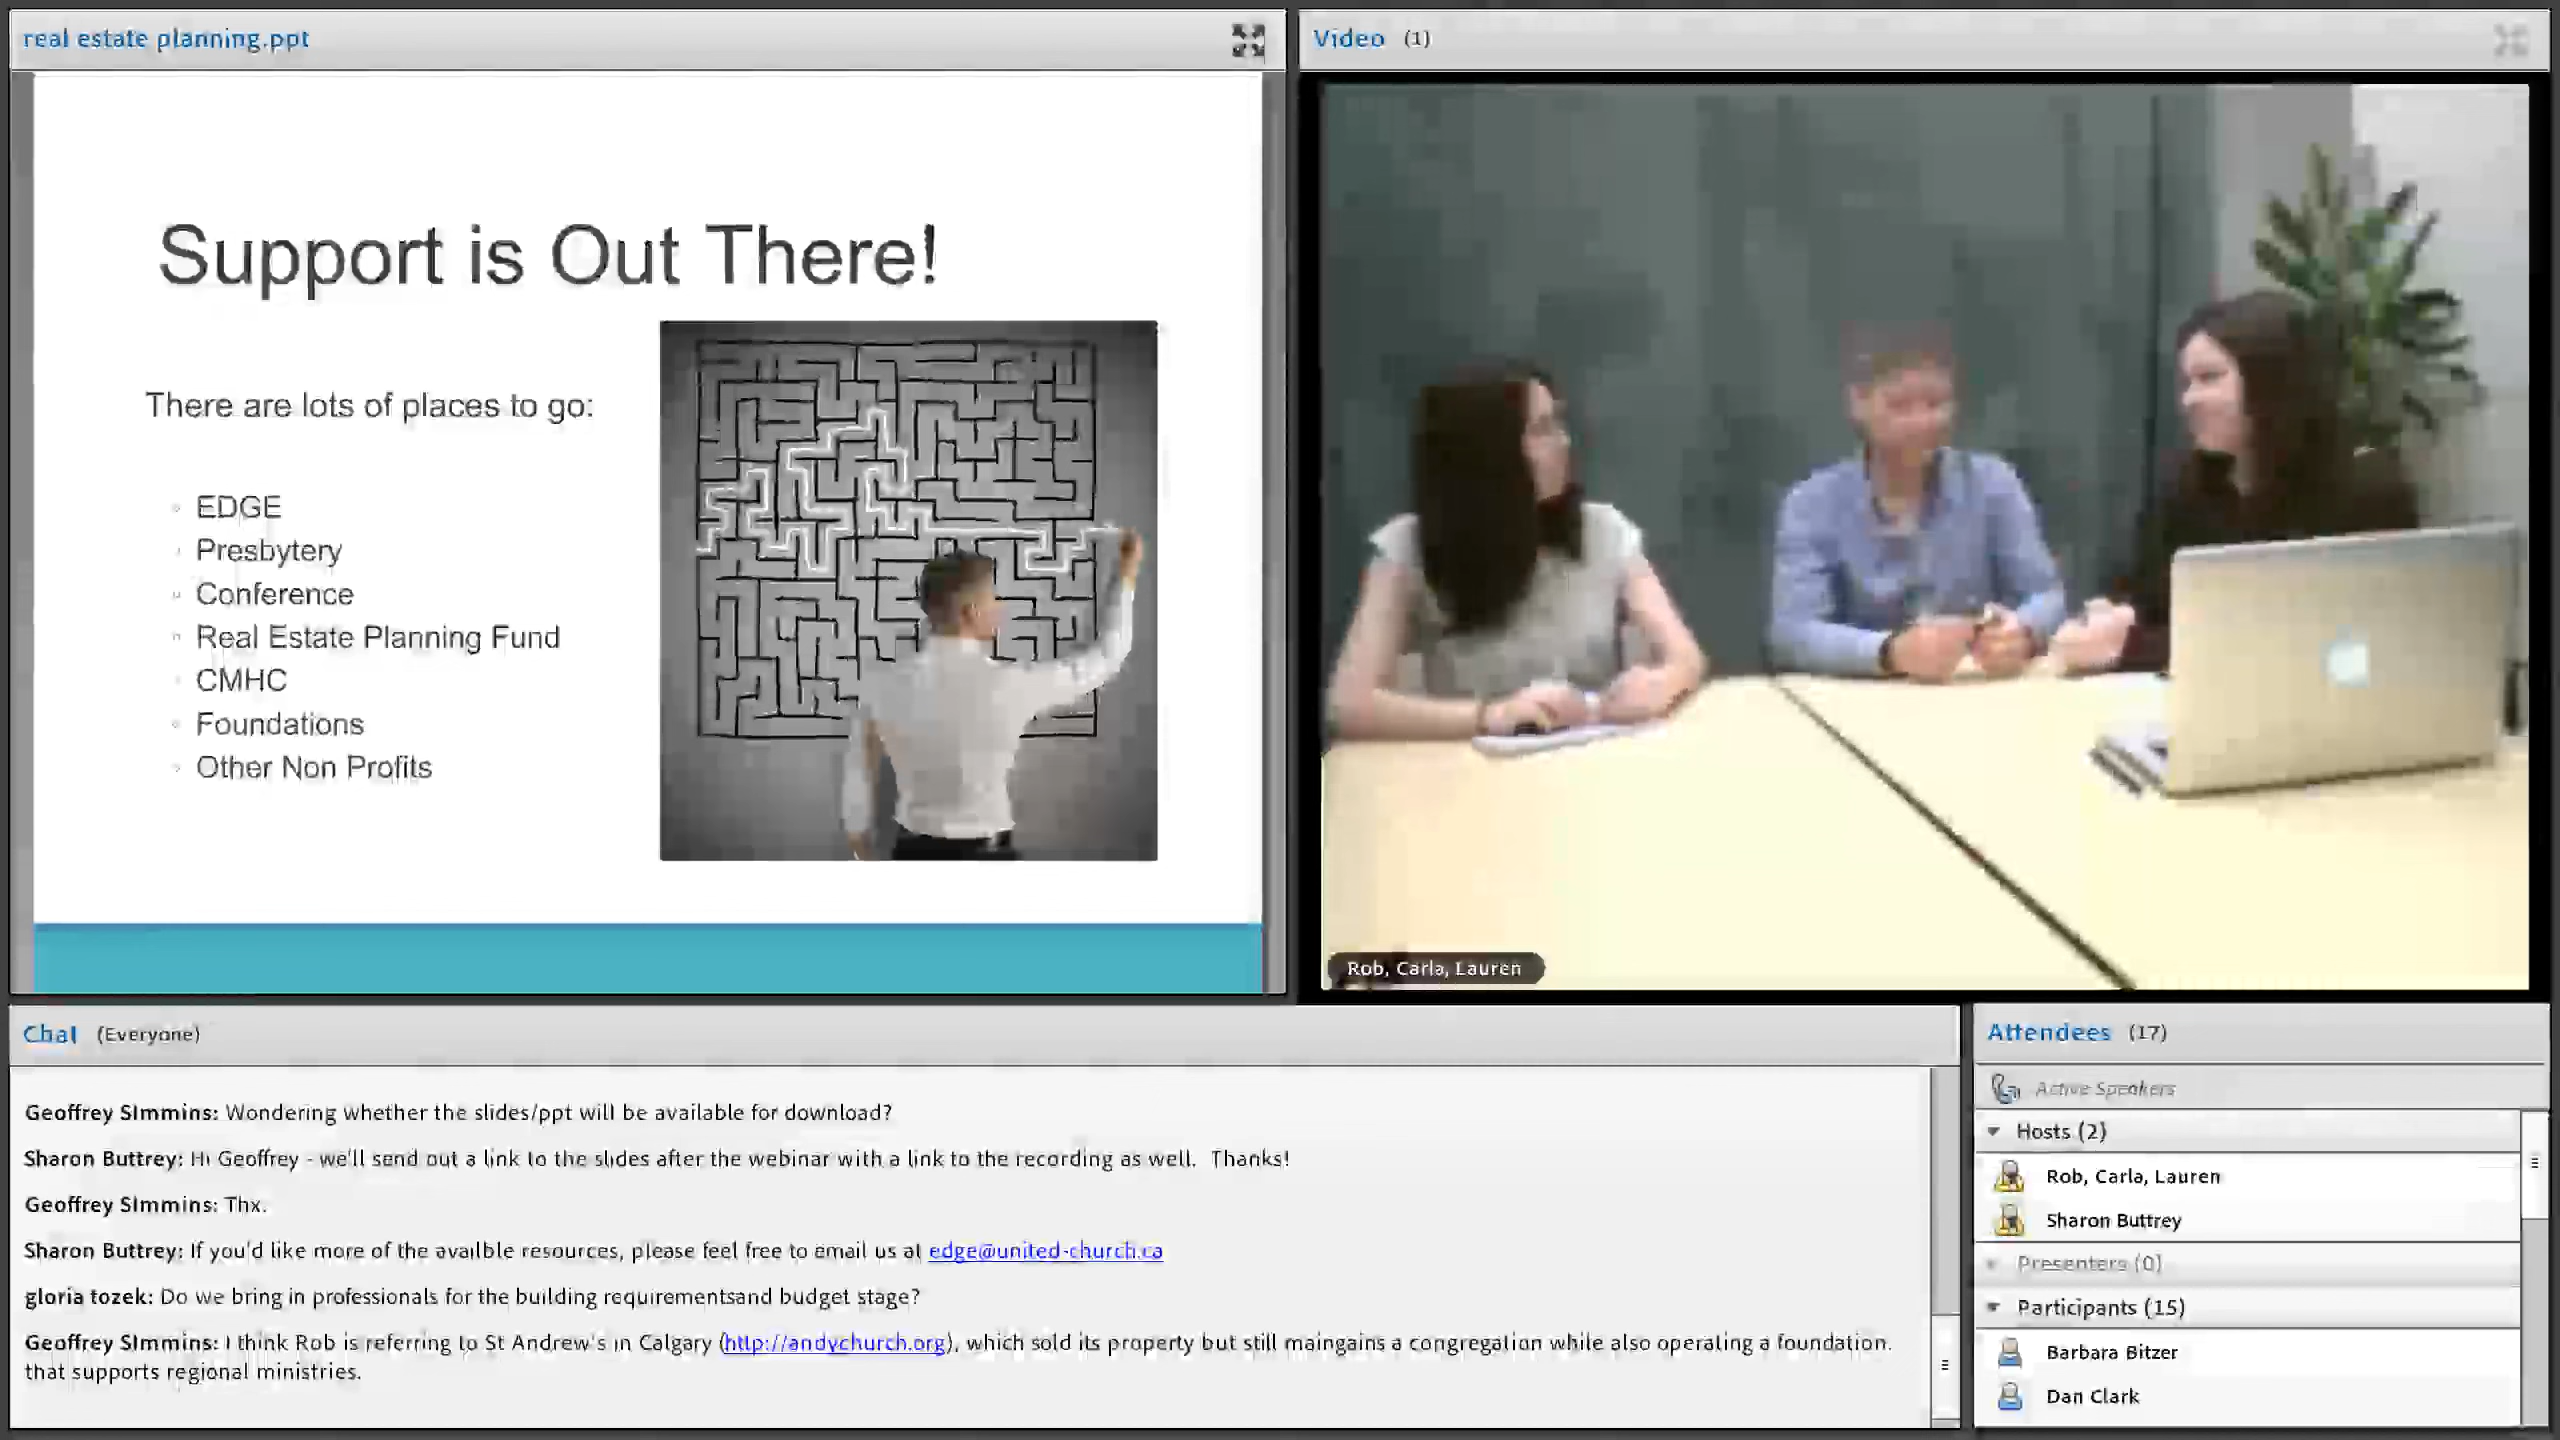 real estate planning.ppt
Support is Out There!
There are lots of places to go:
EDGE
Presbytery
Conference
Real Estate Planning Fund
CMHC
Foundations
Other Non Profits
Video (1)
Rob, Carla, Lauren
Chat (Everyone)
Geoffrey SImmins: Wondering whether the slides/ppt will be available for download?
Sharon Buttrey: Hi Geoffrey - we'll send out a link to the slides after the webinar with a link to the recording as well. Thanks!
Geoffrey SImmins: Thx.
Sharon Buttrey: If you'd like more of the availble resources, please feel free to email us at edge@united-church.ca
gloria tozek: Do we bring in professionals for the building requirementsand budget stage?
Geoffrey SImmins: I think Rob is referring to St Andrew's in Calgary (http://andychurch.org), which sold its property but still maingains a congregation while also operating a foundation.
that supports regional ministries.
Attendees (17)
Active Speakers
Hosts (2)
Rob, Carla, Lauren
Sharon Buttrey
Presenters (0)
Participants (15)
Barbara Bitzer
Dan Clark